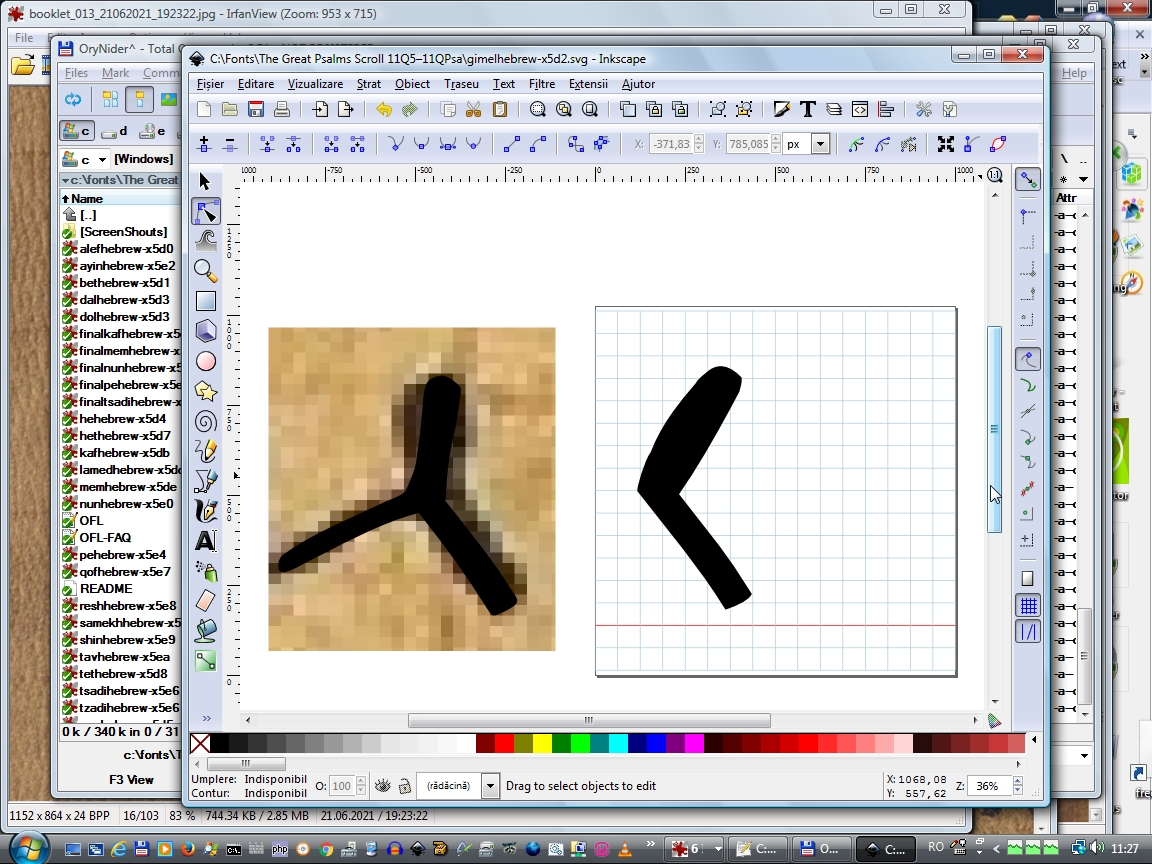 booklet_013_21062021_192322.jpg - IrfanView (Zoom: 953 x 715)
File
OryNider^ - Total
Files Mark Comm
Help
C:\Fonts\The Great Psalms Scroll 11Q5–11QPsa\gimelhebrew-x5d2.svg - Inkscape
Fișier Editare Vizualizare Strat Obiect Traseu Text Filtre Extensii Ajutor
X: -371,83 Y: 785,085 px
c d e
c [Windows]
c:\fonts\The Great
Name
Attr
[..]
[ScreenShouts]
alefhebrew-x5d0
ayinhebrew-x5e2
bethebrew-x5d1
dalhebrew-x5d3
dolhebrew-x5d3
finalkafhebrew-x5
finalmemhebrew-x
finalnunhebrew-x5
finalpehebrew-x5e
finaltsadihebrew-x
hehebrew-x5d4
hethebrew-x5d7
kafhebrew-x5db
lamedhebrew-x5dc
memhebrew-x5de
nunhebrew-x5e0
OFL
OFL-FAQ
pehebrew-x5e4
qofhebrew-x5e7
README
reshhebrew-x5e8
samekhhebrew-x5
shinhebrew-x5e9
tavhebrew-x5ea
tethebrew-x5d8
tsadihebrew-x5e6
tzadihebrew-x5e6
0 k / 340 k in 0 / 31
c:\fonts\T
F3 View
1000 -750 -500 -250 0 250 500 750 1000
Umplere: Indisponibil
Contur: Indisponibil
O: 100
(rădăcină)
Drag to select objects to edit
X: 1068,08
Y: 557,62
Z: 36%
1152 x 864 x 24 BPP 16/103 83 % 744.34 KB / 2.85 MB 21.06.2021 / 19:23:22
6 : C:... O... C:... RO 11:27